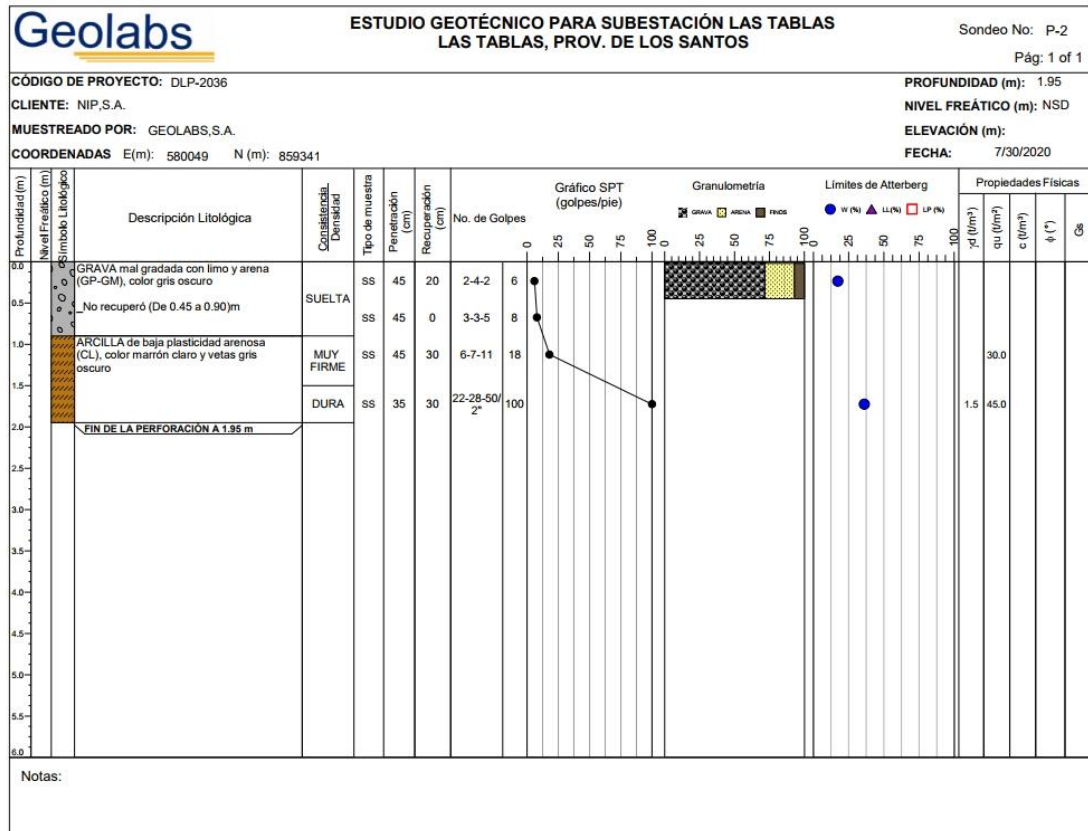 Geolabs
ESTUDIO GEOTÉCNICO PARA SUBESTACIÓN LAS TABLAS
LAS TABLAS, PROV. DE LOS SANTOS
Sondeo No: P-2
Pág: 1 of 1
CÓDIGO DE PROYECTO: DLP-2036
PROFUNDIDAD (m): 1.95
CLIENTE: NIP,S.A.
NIVEL FREÁTICO (m): NSD
MUESTREADO POR: GEOLABS,S.A.
ELEVACIÓN (m):
COORDENADAS E(m): 580049 N (m): 859341
FECHA: 7/30/2020
Profundidad (m)
Nivel Freático (m)
Símbolo Litológico
Descripción Litológica
Consistencia
Densidad
Tipo de muestra
Penetración
(cm)
Recuperación
(cm)
No. de Golpes
Gráfico SPT
(golpes/pie)
0 25 50 75 100
Granulometría
GRAVA ARENA FINOS
0 25 50 75 100
Límites de Atterberg
W (%) LL(%) LP (%)
0 25 50 75 100
Propiedades Físicas
γd (t/m³)
qu (t/m²)
c (t/m²)
ϕ (°)
Gs
0.0
GRAVA mal gradada con limo y arena
(GP-GM), color gris oscuro
SUELTA
SS 45 20 2-4-2 6
0.5
_No recuperó (De 0.45 a 0.90)m
SS 45 0 3-3-5 8
1.0
ARCILLA de baja plasticidad arenosa
(CL), color marrón claro y vetas gris
oscuro
MUY
FIRME
SS 45 30 6-7-11 18
30.0
1.5
DURA
SS 35 30 22-28-50/
2" 100
1.5 45.0
2.0
FIN DE LA PERFORACIÓN A 1.95 m
2.5
3.0
3.5
4.0
4.5
5.0
5.5
6.0
Notas: